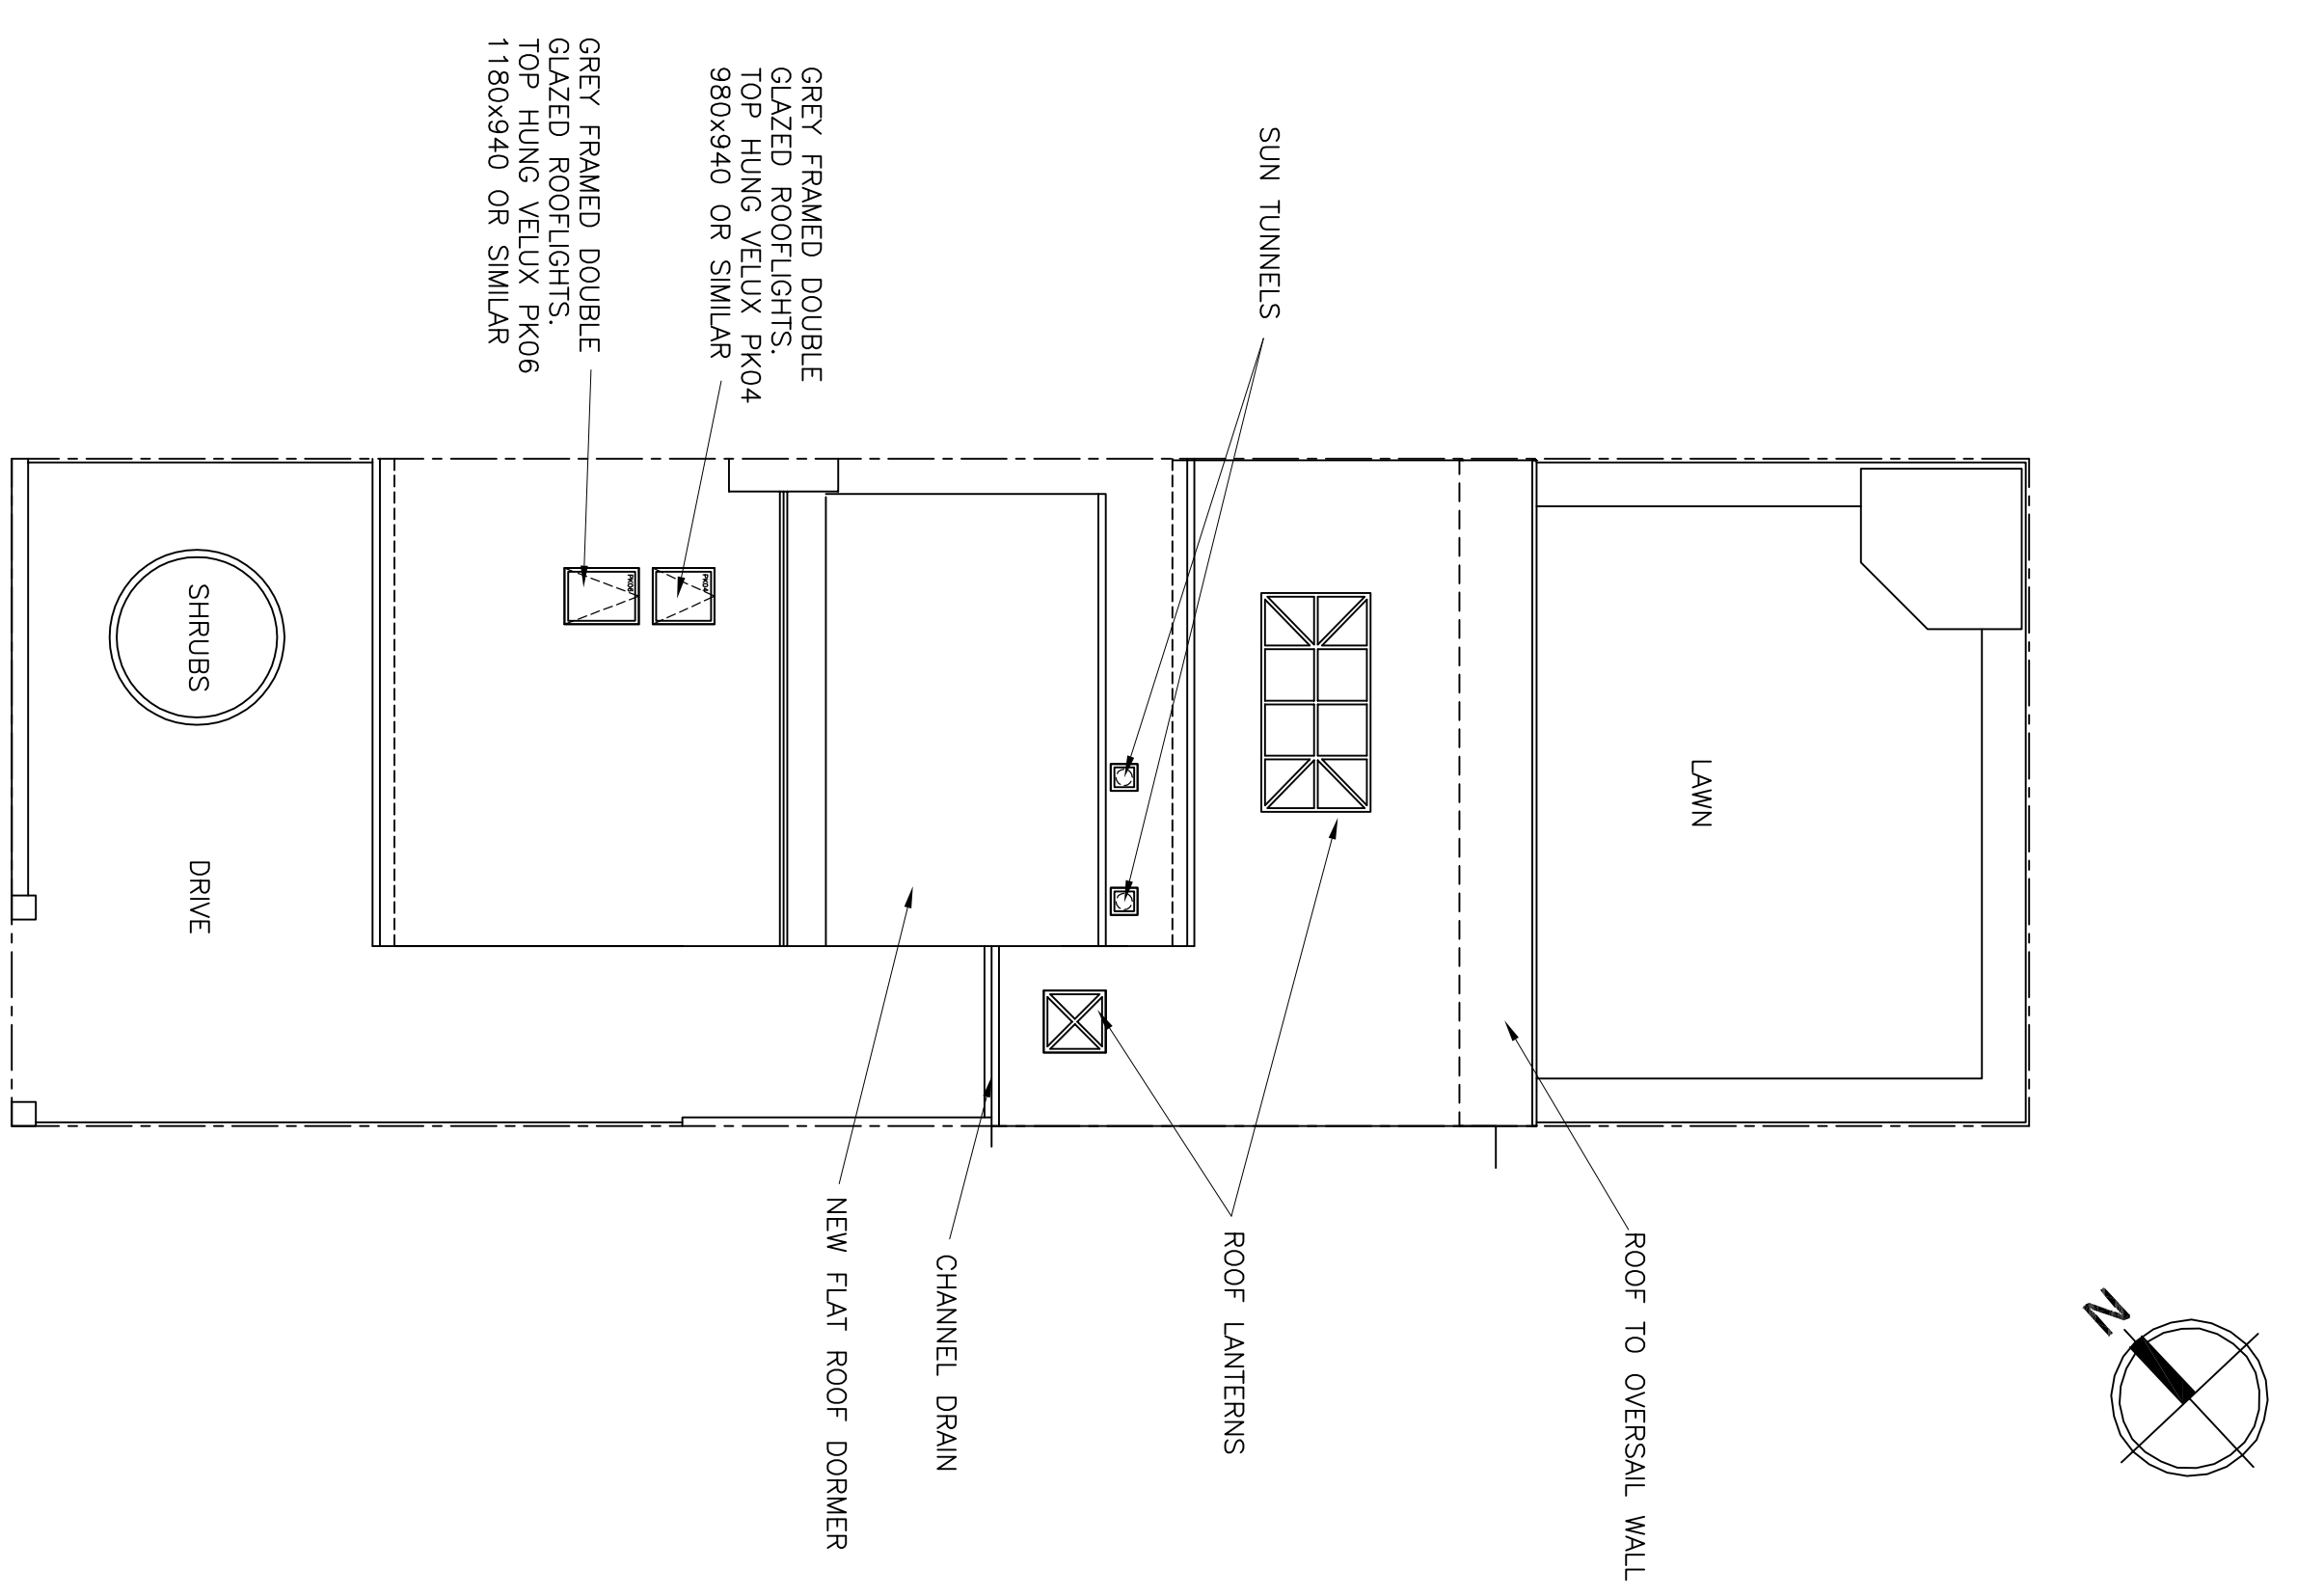 GREY FRAMED DOUBLE
GLAZED ROOFLIGHTS.
TOP HUNG VELUX PK06
1180x940 OR SIMILAR
GREY FRAMED DOUBLE
GLAZED ROOFLIGHTS.
TOP HUNG VELUX PK04
980x940 OR SIMILAR
SUN TUNNELS
PK06
PK04
SHRUBS
DRIVE
LAWN
NEW FLAT ROOF DORMER
CHANNEL DRAIN
ROOF LANTERNS
ROOF TO OVERSAIL WALL
N